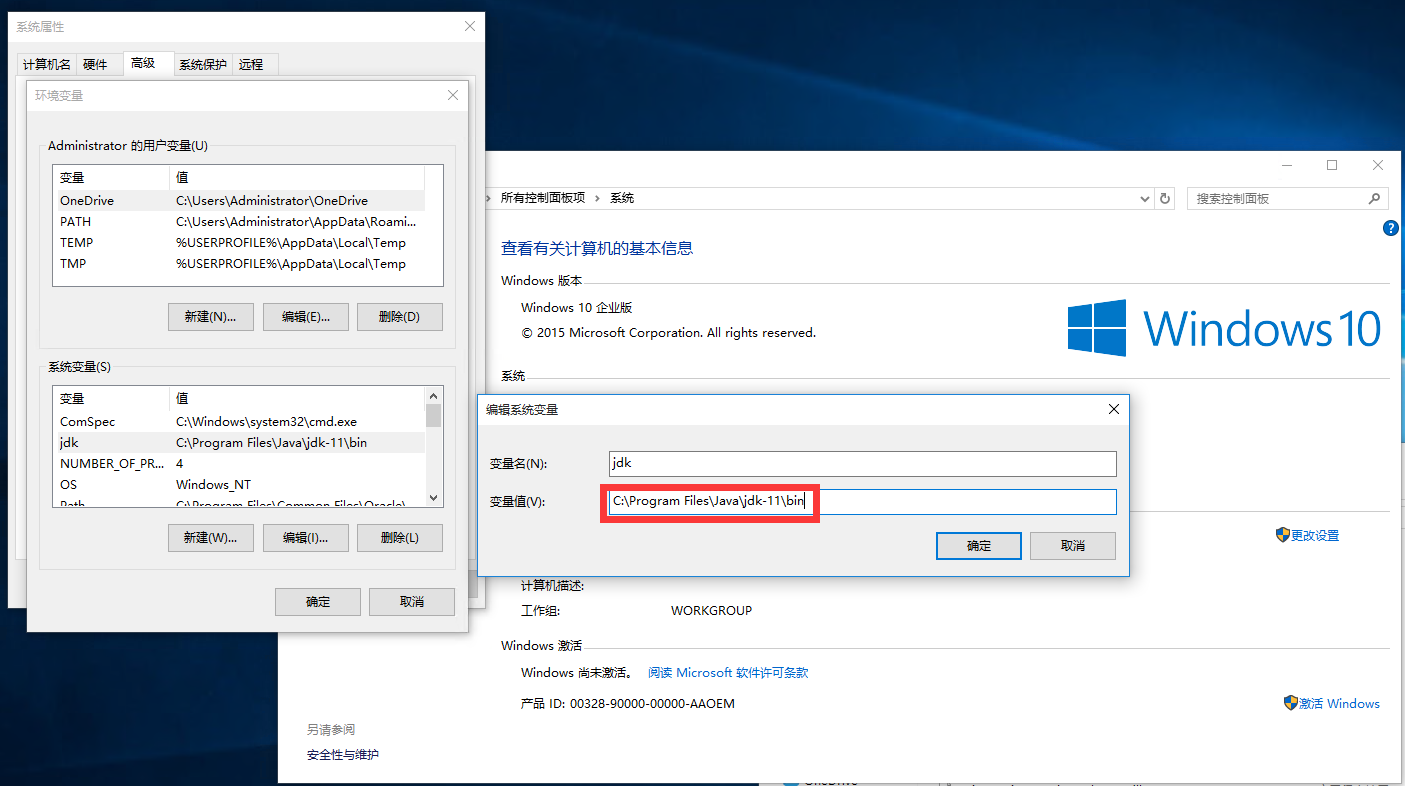 系统属性
计算机名 硬件 高级 系统保护 远程
环境变量
Administrator 的用户变量(U)
变量 值
OneDrive C:\Users\Administrator\OneDrive
PATH C:\Users\Administrator\AppData\Roami...
TEMP %USERPROFILE%\AppData\Local\Temp
TMP %USERPROFILE%\AppData\Local\Temp
新建(N)... 编辑(E)... 删除(D)
系统变量(S)
变量 值
ComSpec C:\Windows\system32\cmd.exe
jdk C:\Program Files\Java\jdk-11\bin
NUMBER_OF_PR... 4
OS Windows_NT
Path C:\Program Files\Common Files\Oracle\
新建(W)... 编辑(I)... 删除(L)
确定 取消
所有控制面板项 › 系统
搜索控制面板
查看有关计算机的基本信息
Windows 版本
Windows 10 企业版
© 2015 Microsoft Corporation. All rights reserved.
Windows 10
系统
编辑系统变量
变量名(N): jdk
变量值(V): C:\Program Files\Java\jdk-11\bin
确定 取消
更改设置
计算机描述:
工作组: WORKGROUP
Windows 激活
Windows 尚未激活。 阅读 Microsoft 软件许可条款
产品 ID: 00328-90000-00000-AAOEM
激活 Windows
另请参阅
安全性与维护
OneDrive